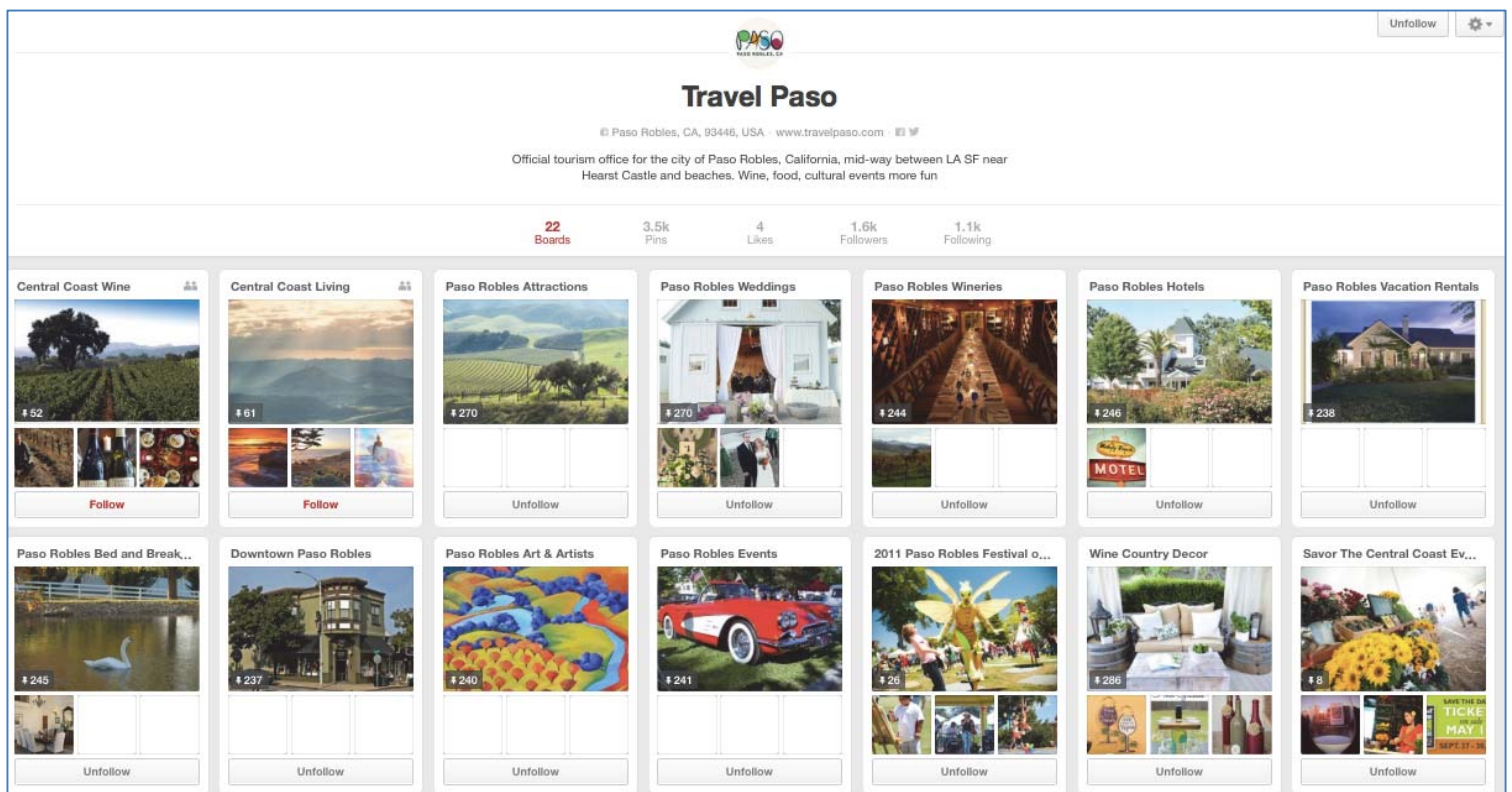 Unfollow
PASO
PASO ROBLES, CA
Travel Paso
Paso Robles, CA, 93446, USA · www.travelpaso.com ·
Official tourism office for the city of Paso Robles, California, mid-way between LA SF near
Hearst Castle and beaches. Wine, food, cultural events more fun
22 3.5k 4 1.6k 1.1k
Boards Pins Likes Followers Following
Central Coast Wine
52
Follow
Central Coast Living
61
Follow
Paso Robles Attractions
270
Unfollow
Paso Robles Weddings
270
Unfollow
Paso Robles Wineries
244
Unfollow
Paso Robles Hotels
246
MOTEL
Unfollow
Paso Robles Vacation Rentals
238
Unfollow
Paso Robles Bed and Break...
245
Unfollow
Downtown Paso Robles
237
Unfollow
Paso Robles Art & Artists
240
Unfollow
Paso Robles Events
241
Unfollow
2011 Paso Robles Festival o...
26
Unfollow
Wine Country Decor
286
Unfollow
Savor The Central Coast Ev...
8
SAVE THE DA
TICKE
on sale
MAY 1
Unfollow